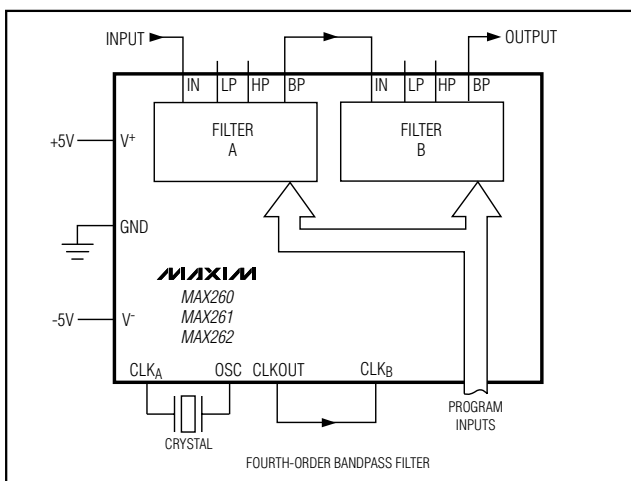 INPUT
OUTPUT
IN LP HP BP IN LP HP BP
FILTER
A
FILTER
B
+5V V+
GND
MAXIM
MAX260
MAX261
MAX262
-5V V-
CLKA OSC CLKOUT CLKB
CRYSTAL
PROGRAM
INPUTS
FOURTH-ORDER BANDPASS FILTER